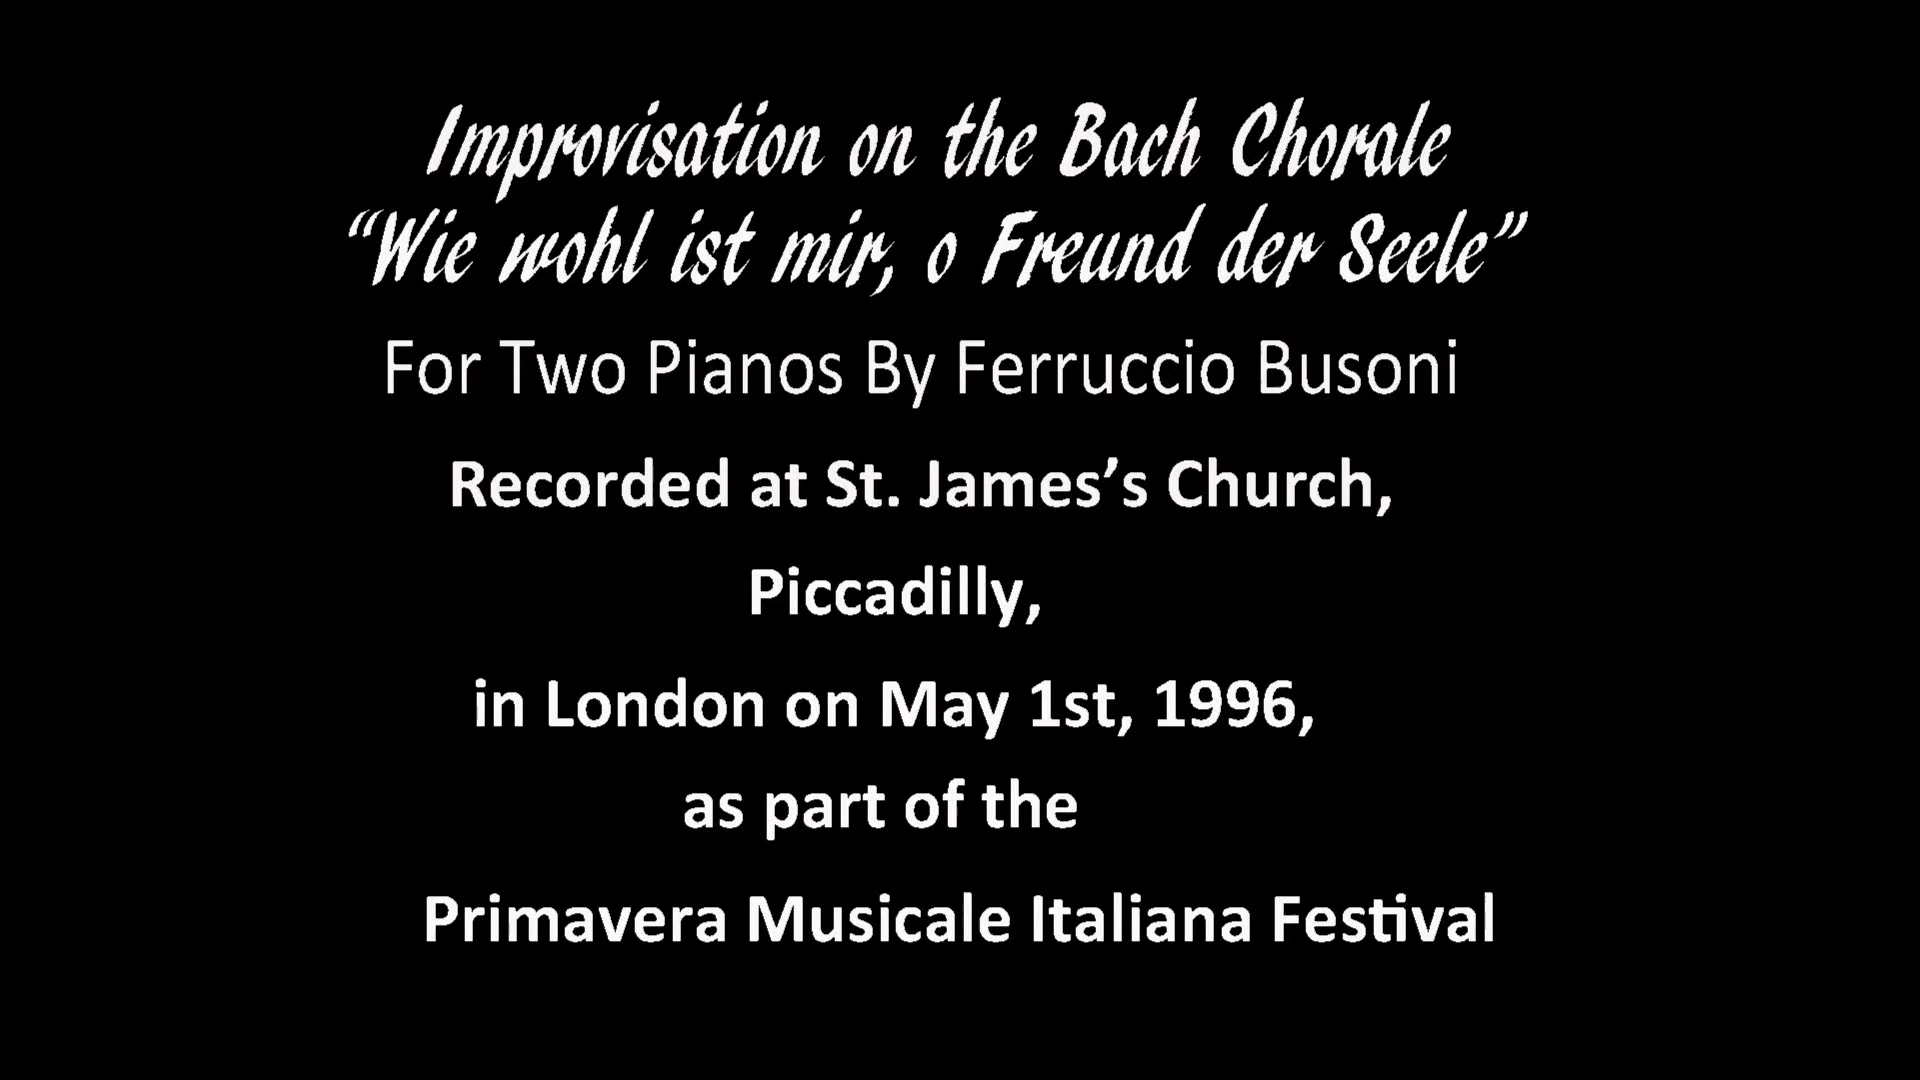 Improvisation on the Bach Chorale
“Wie wohl ist mir, o Freund der Seele”
For Two Pianos By Ferruccio Busoni
Recorded at St. James’s Church,
Piccadilly,
in London on May 1st, 1996,
as part of the
Primavera Musicale Italiana Festival